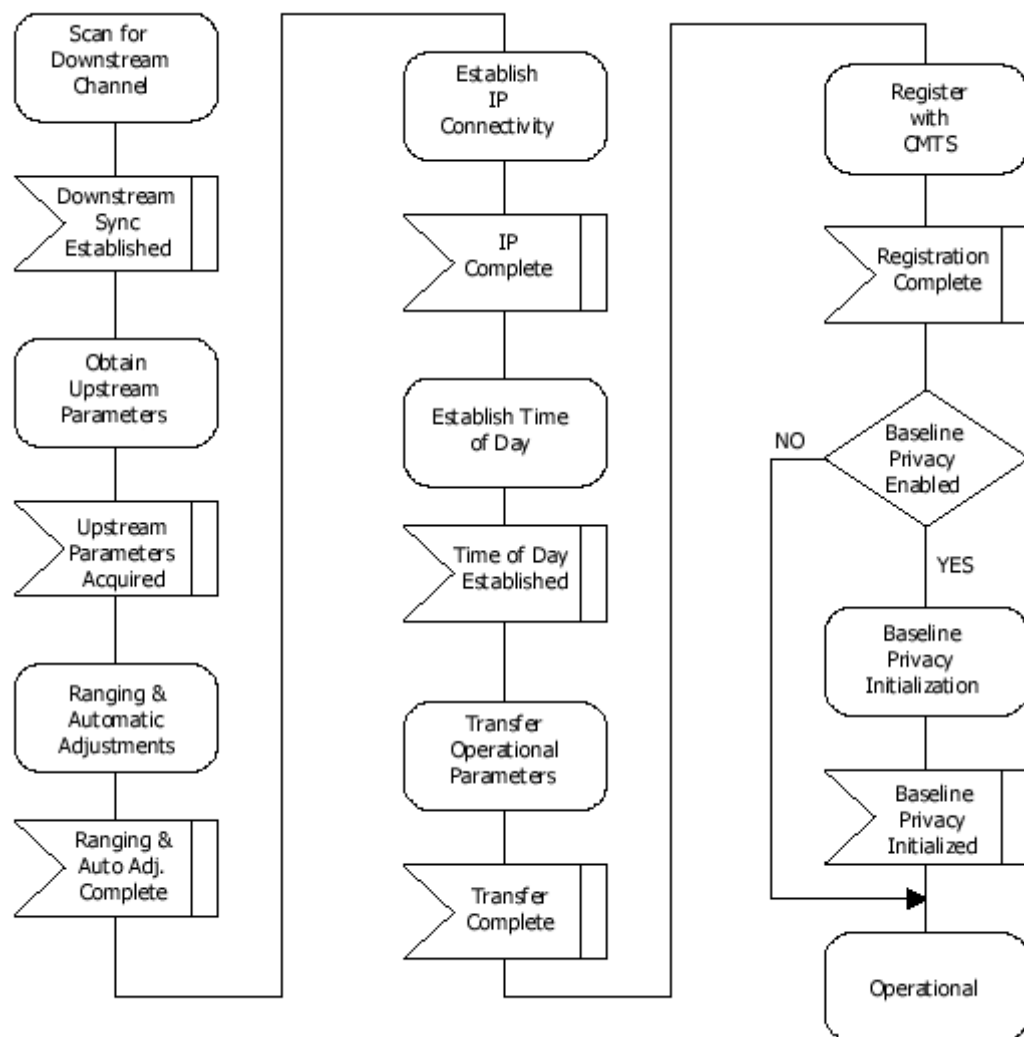 Scan for
Downstream
Channel
Downstream
Sync
Established
Obtain
Upstream
Parameters
Upstream
Parameters
Acquired
Ranging &
Automatic
Adjustments
Ranging &
Auto Adj.
Complete
Establish
IP
Connectivity
IP
Complete
Establish Time
of Day
Time of Day
Established
Transfer
Operational
Parameters
Transfer
Complete
Register
with
CMTS
Registration
Complete
Baseline
Privacy
Enabled
NO
YES
Baseline
Privacy
Initialization
Baseline
Privacy
Initialized
Operational